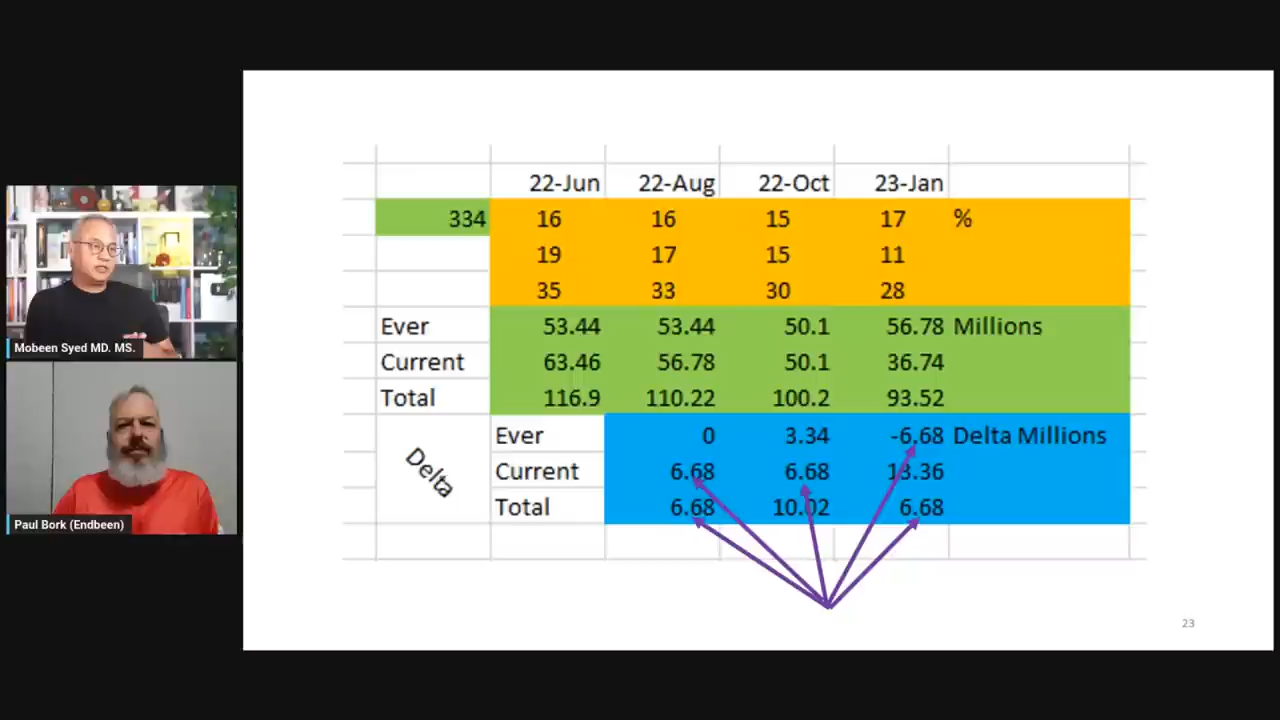 22-Jun 22-Aug 22-Oct 23-Jan
334 16 16 15 17 %
19 17 15 11
35 33 30 28
Ever 53.44 53.44 50.1 56.78 Millions
Current 63.46 56.78 50.1 36.74
Total 116.9 110.22 100.2 93.52
Delta
Ever 0 3.34 -6.68 Delta Millions
Current 6.68 6.68 13.36
Total 6.68 10.02 6.68
23
Mobeen Syed MD. MS.
Paul Bork (Endbeen)